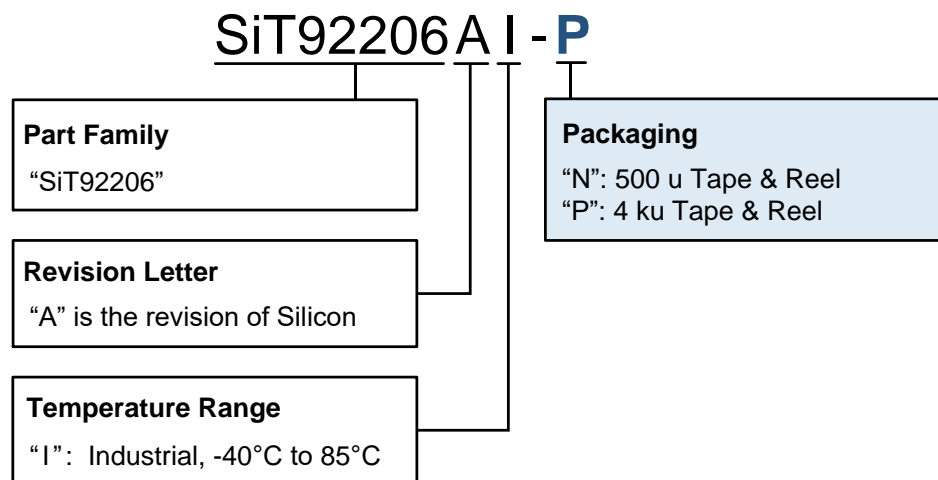 SiT92206AI-P
Part Family
“SiT92206”
Packaging
“N”: 500 u Tape & Reel
“P”: 4 ku Tape & Reel
Revision Letter
“A” is the revision of Silicon
Temperature Range
“I”: Industrial, -40°C to 85°C